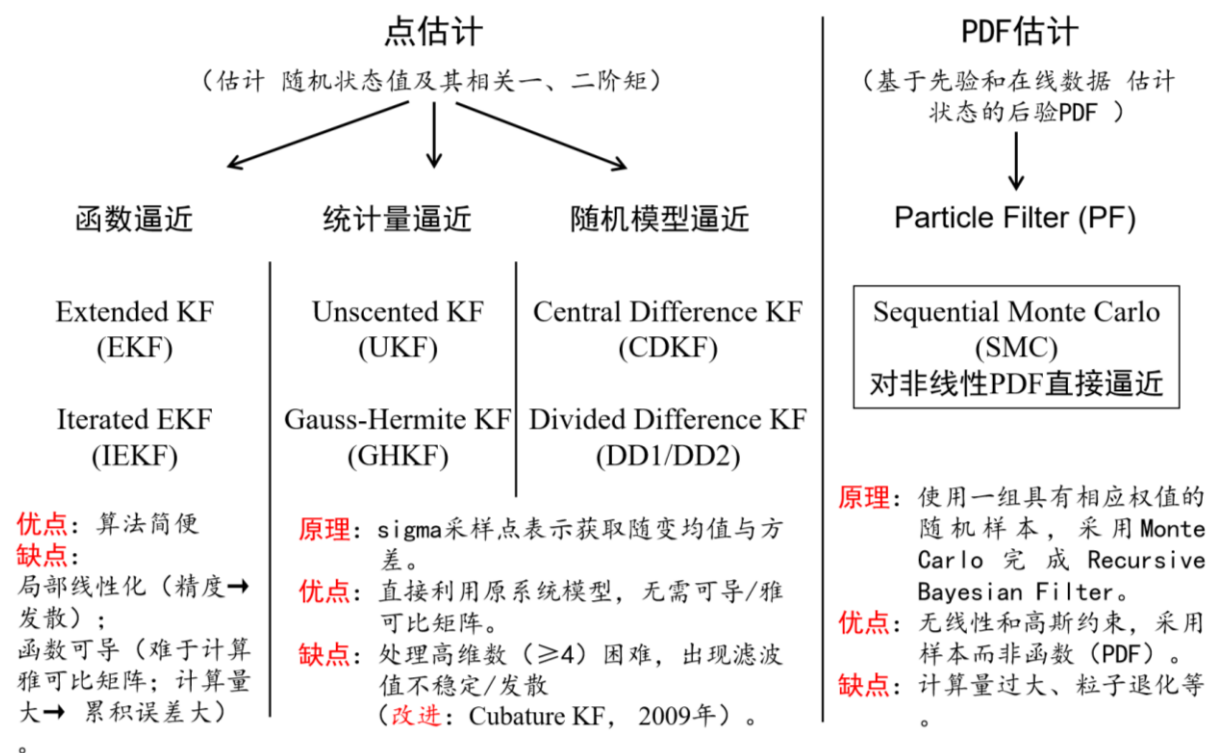 点估计
(估计 随机状态值及其相关一、二阶矩)
函数逼近
统计量逼近
随机模型逼近
Extended KF
(EKF)
Iterated EKF
(IEKF)
Unscented KF
(UKF)
Gauss-Hermite KF
(GHKF)
Central Difference KF
(CDKF)
Divided Difference KF
(DD1/DD2)
优点：算法简便
缺点：
局部线性化（精度→
发散）；
函数可导（难于计算
雅可比矩阵；计算量
大→ 累积误差大）
。
原理：sigma采样点表示获取随变均值与方
差。
优点：直接利用原系统模型，无需可导/雅
可比矩阵。
缺点：处理高维数（≥4）困难，出现滤波
值不稳定/发散
（改进：Cubature KF， 2009年）。
PDF估计
（基于先验和在线数据 估计
状态的后验PDF ）
Particle Filter (PF)
Sequential Monte Carlo
(SMC)
对非线性PDF直接逼近
原理：使用一组具有相应权值的
随机样本，采用Monte
Carlo 完 成 Recursive
Bayesian Filter。
优点：无线性和高斯约束，采用
样本而非函数（PDF）。
缺点：计算量过大、粒子退化等
。